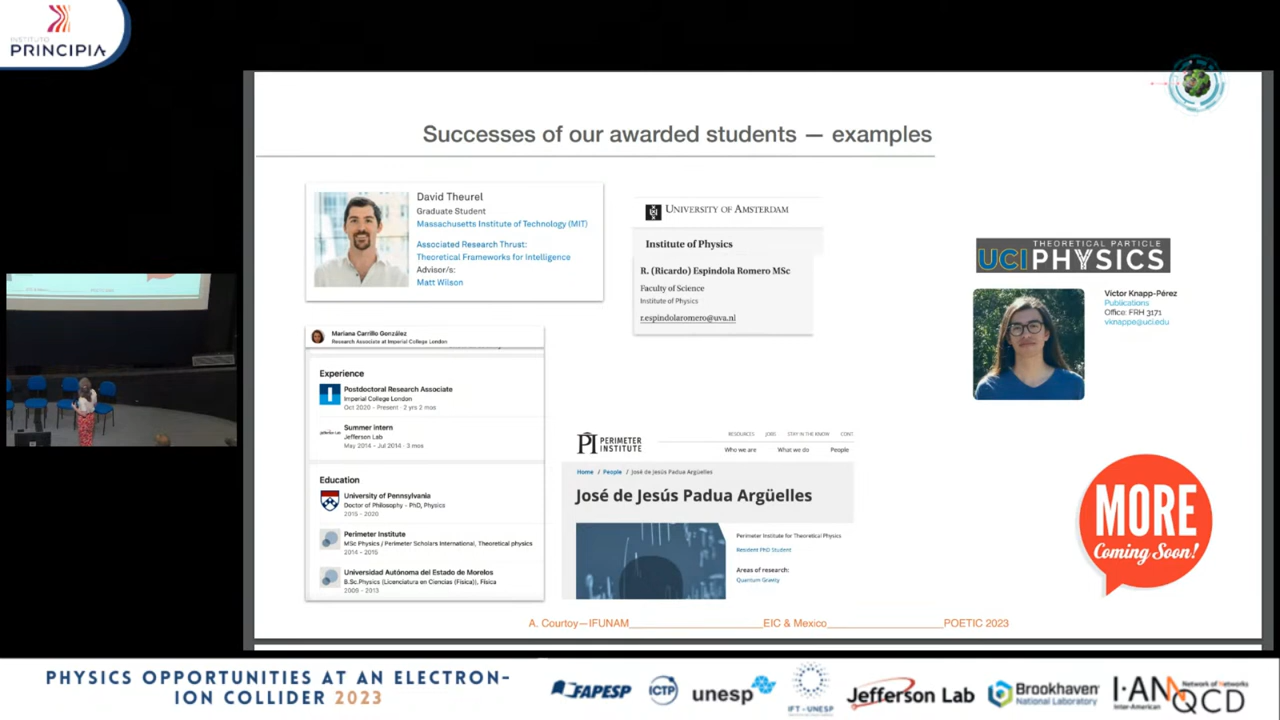 INSTITUTO
PRINCIPIA
Successes of our awarded students — examples
David Theurel
Graduate Student
Massachusetts Institute of Technology (MIT)
Associated Research Thrust:
Theoretical Frameworks for Intelligence
Advisor/s:
Matt Wilson
UNIVERSITY OF AMSTERDAM
Institute of Physics
R. (Ricardo) Espindola Romero MSc
Faculty of Science
Institute of Physics
r.espindolaromero@uva.nl
THEORETICAL PARTICLE
UCIPHYSICS
Víctor Knapp-Pérez
Publications
Office: FRH 3171
vknappe@uci.edu
Mariana Carrillo González
Research Associate at Imperial College London
Experience
Postdoctoral Research Associate
Imperial College London
Oct 2020 - Present · 2 yrs 2 mos
Summer intern
Jefferson Lab
May 2014 - Jul 2014 · 3 mos
Education
University of Pennsylvania
Doctor of Philosophy - PhD, Physics
2015 - 2020
Perimeter Institute
MSc Physics / Perimeter Scholars International, Theoretical physics
2014 - 2015
Universidad Autónoma del Estado de Morelos
B.Sc.Physics (Licenciatura en Ciencias (Física)), Física
2008 - 2013
PI PERIMETER INSTITUTE
RESOURCES JOBS STAY IN THE KNOW CONT
Who we are What we do People
Home / People / José de Jesús Padua Argüelles
José de Jesús Padua Argüelles
Perimeter Institute for Theoretical Physics
Resident PhD Student
Areas of research:
Quantum Gravity
MORE
Coming Soon!
A. Courtoy—IFUNAM____________________EIC & Mexico__________________POETIC 2023
PHYSICS OPPORTUNITIES AT AN ELECTRON-
ION COLLIDER 2023
FAPESP
ICTP
unesp
IFT - UNESP
Jefferson Lab
Brookhaven
National Laboratory
I·ANQCD
Network of Networks
Inter-American